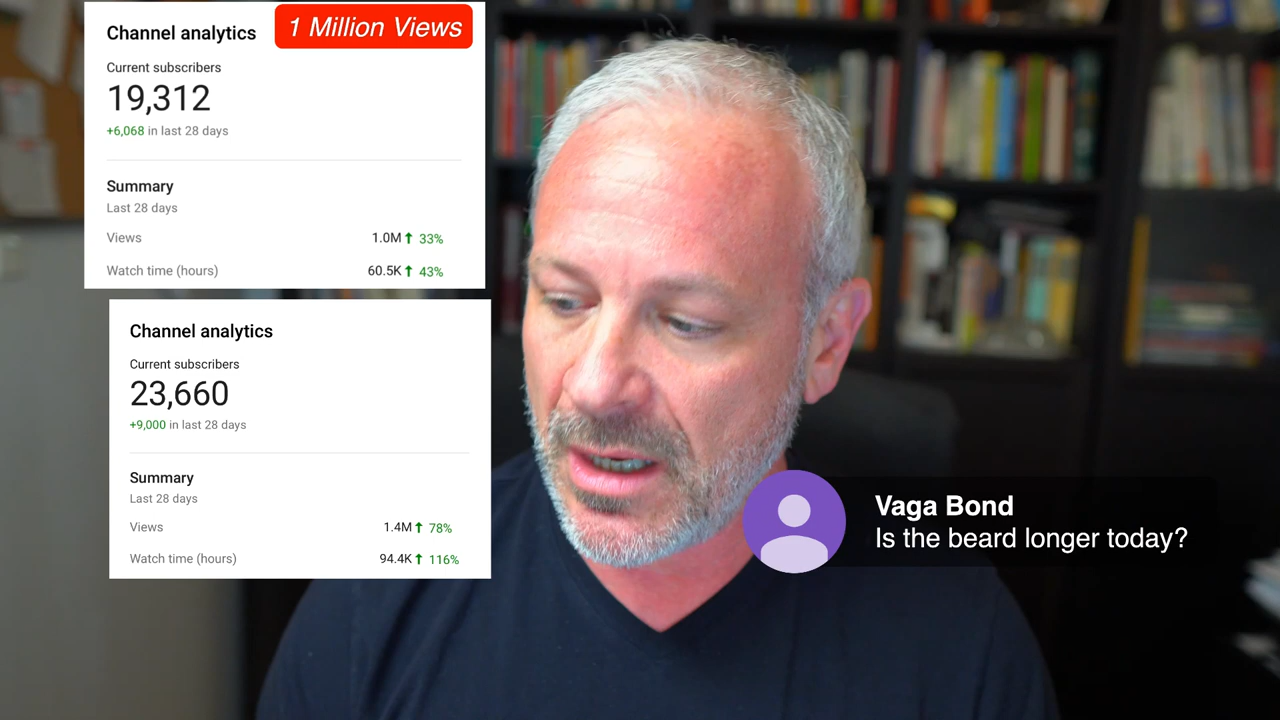 Channel analytics
1 Million Views
Current subscribers
19,312
+6,068 in last 28 days
Summary
Last 28 days
Views 1.0M 33%
Watch time (hours) 60.5K 43%
Channel analytics
Current subscribers
23,660
+9,000 in last 28 days
Summary
Last 28 days
Views 1.4M 78%
Watch time (hours) 94.4K 116%
Vaga Bond
Is the beard longer today?